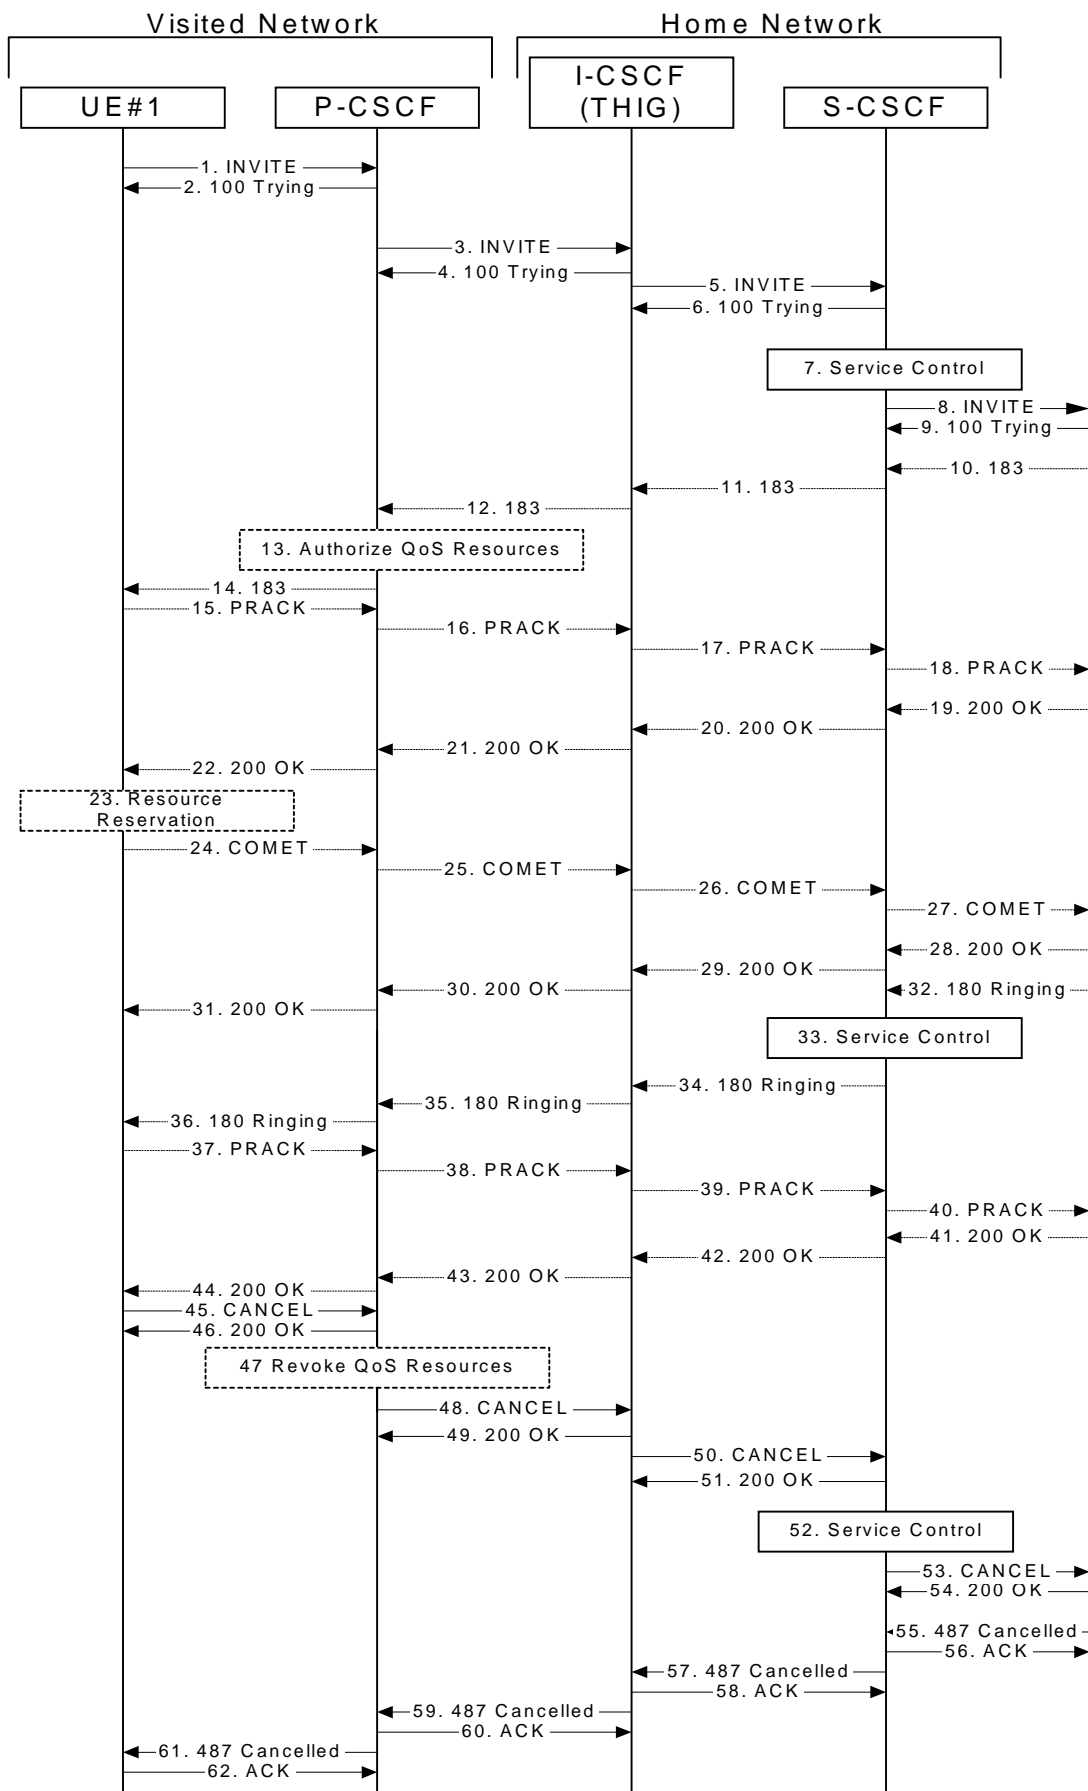 Visited Network
Home Network
UE#1
P-CSCF
I-CSCF
(THIG)
S-CSCF
1. INVITE
2. 100 Trying
3. INVITE
4. 100 Trying
5. INVITE
6. 100 Trying
7. Service Control
8. INVITE
9. 100 Trying
10. 183
11. 183
12. 183
13. Authorize QoS Resources
14. 183
15. PRACK
16. PRACK
17. PRACK
18. PRACK
19. 200 OK
20. 200 OK
21. 200 OK
22. 200 OK
23. Resource
Reservation
24. COMET
25. COMET
26. COMET
27. COMET
28. 200 OK
29. 200 OK
30. 200 OK
31. 200 OK
32. 180 Ringing
33. Service Control
34. 180 Ringing
35. 180 Ringing
36. 180 Ringing
37. PRACK
38. PRACK
39. PRACK
40. PRACK
41. 200 OK
42. 200 OK
43. 200 OK
44. 200 OK
45. CANCEL
46. 200 OK
47 Revoke QoS Resources
48. CANCEL
49. 200 OK
50. CANCEL
51. 200 OK
52. Service Control
53. CANCEL
54. 200 OK
55. 487 Cancelled
56. ACK
57. 487 Cancelled
58. ACK
59. 487 Cancelled
60. ACK
61. 487 Cancelled
62. ACK